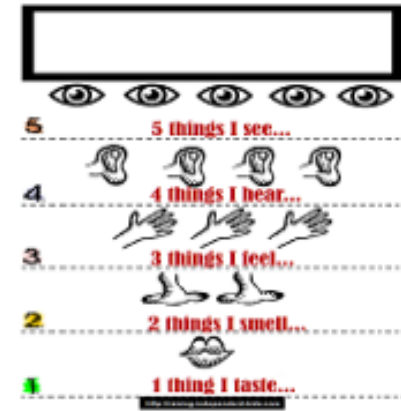 5
5 things I see...
4
4 things I hear...
3
3 things I feel...
2
2 things I smell...
1
1 thing I taste...